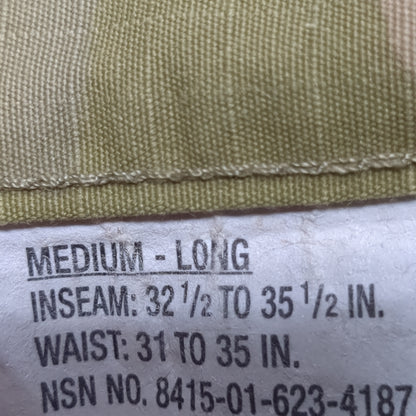 MEDIUM - LONG
INSEAM: 32 1/2 TO 35 1/2 IN.
WAIST: 31 TO 35 IN.
NSN NO. 8415-01-623-4187